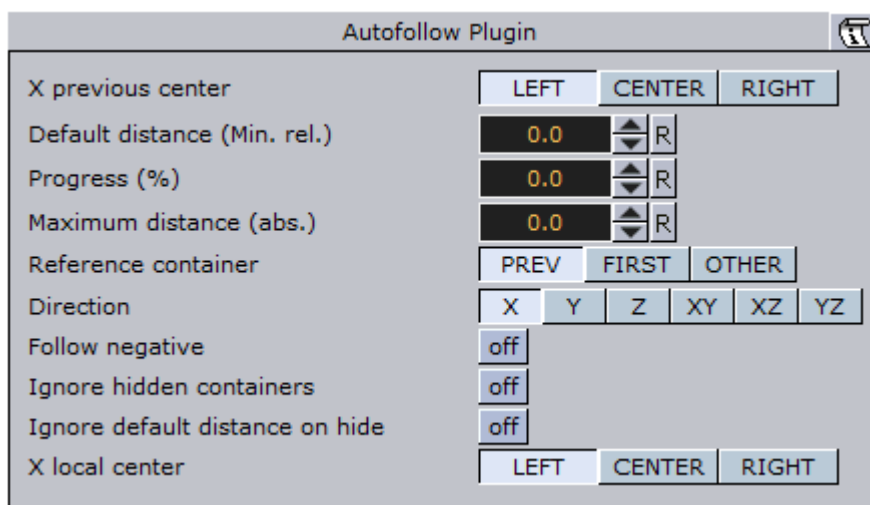 Autofollow Plugin
X previous center LEFT CENTER RIGHT
Default distance (Min. rel.) 0.0 R
Progress (%) 0.0 R
Maximum distance (abs.) 0.0 R
Reference container PREV FIRST OTHER
Direction X Y Z XY XZ YZ
Follow negative off
Ignore hidden containers off
Ignore default distance on hide off
X local center LEFT CENTER RIGHT